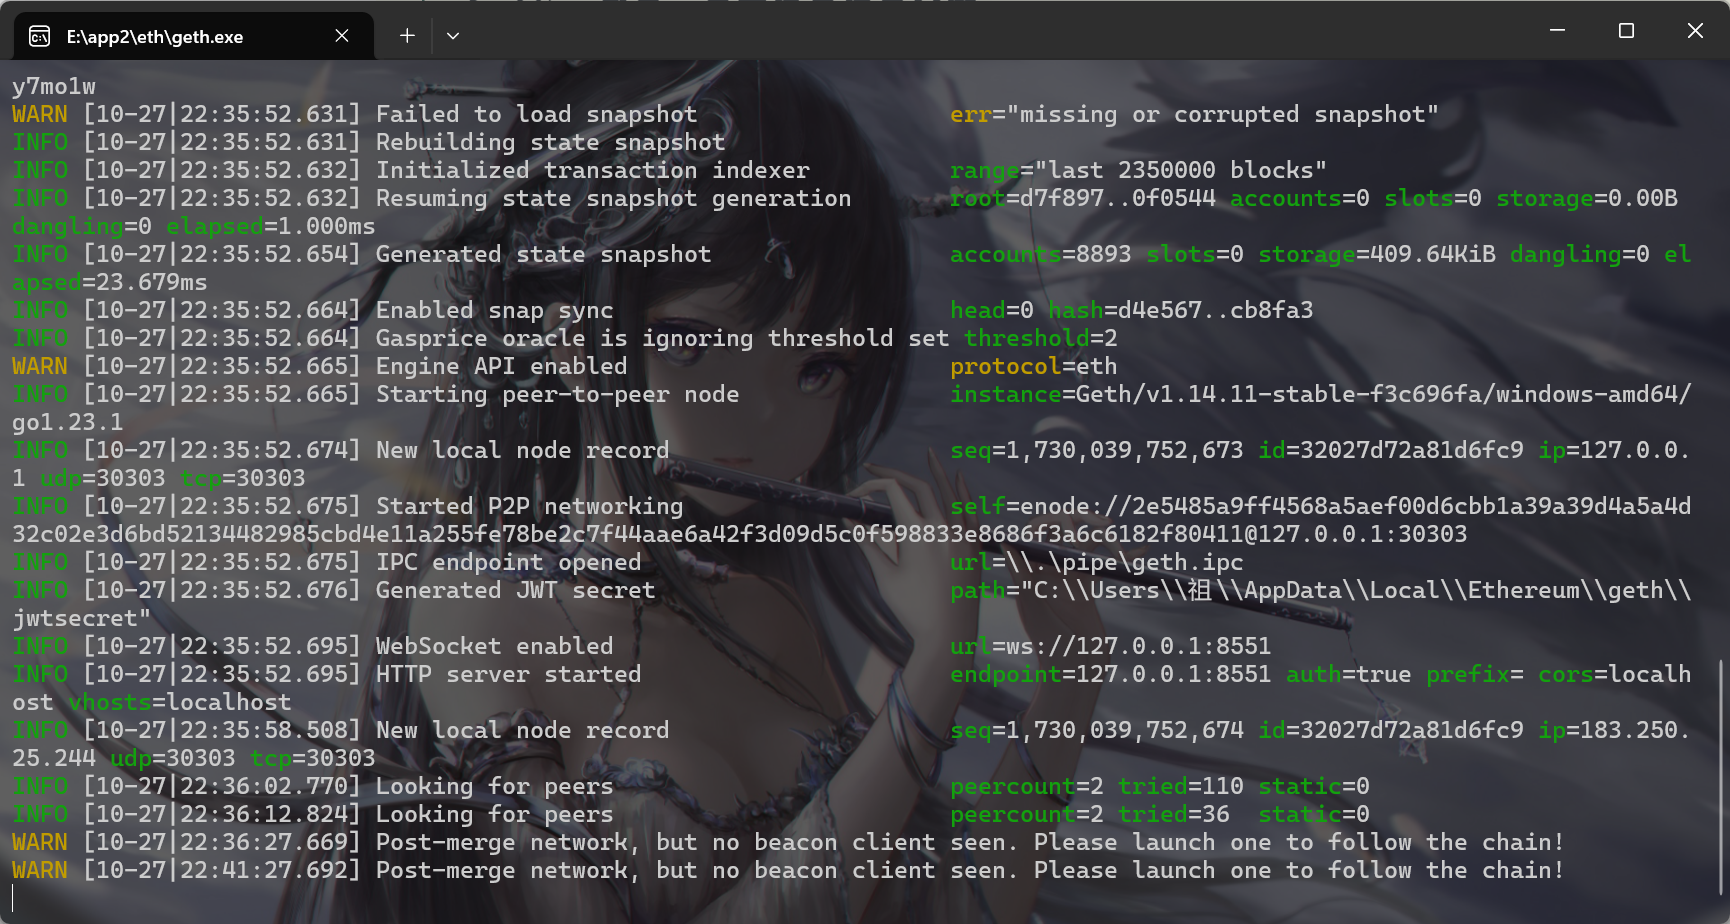 E:\app2\eth\geth.exe
y7mo1w
WARN [10-27|22:35:52.631] Failed to load snapshot err="missing or corrupted snapshot"
INFO [10-27|22:35:52.631] Rebuilding state snapshot
INFO [10-27|22:35:52.632] Initialized transaction indexer range="last 2350000 blocks"
INFO [10-27|22:35:52.632] Resuming state snapshot generation root=d7f897..0f0544 accounts=0 slots=0 storage=0.00B
dangling=0 elapsed=1.000ms
INFO [10-27|22:35:52.654] Generated state snapshot accounts=8893 slots=0 storage=409.64KiB dangling=0 el
apsed=23.679ms
INFO [10-27|22:35:52.664] Enabled snap sync head=0 hash=d4e567..cb8fa3
INFO [10-27|22:35:52.664] Gasprice oracle is ignoring threshold set threshold=2
WARN [10-27|22:35:52.665] Engine API enabled protocol=eth
INFO [10-27|22:35:52.665] Starting peer-to-peer node instance=Geth/v1.14.11-stable-f3c696fa/windows-amd64/
go1.23.1
INFO [10-27|22:35:52.674] New local node record seq=1,730,039,752,673 id=32027d72a81d6fc9 ip=127.0.0.
1 udp=30303 tcp=30303
INFO [10-27|22:35:52.675] Started P2P networking self=enode://2e5485a9ff4568a5aef00d6cbb1a39a39d4a5a4d
32c02e3d6bd52134482985cbd4e11a255fe78be2c7f44aae6a42f3d09d5c0f598833e8686f3a6c6182f80411@127.0.0.1:30303
INFO [10-27|22:35:52.675] IPC endpoint opened url=\\.\pipe\geth.ipc
INFO [10-27|22:35:52.676] Generated JWT secret path="C:\\Users\\祖\\AppData\\Local\\Ethereum\\geth\\
jwtsecret"
INFO [10-27|22:35:52.695] WebSocket enabled url=ws://127.0.0.1:8551
INFO [10-27|22:35:52.695] HTTP server started endpoint=127.0.0.1:8551 auth=true prefix= cors=localh
ost vhosts=localhost
INFO [10-27|22:35:58.508] New local node record seq=1,730,039,752,674 id=32027d72a81d6fc9 ip=183.250.
25.244 udp=30303 tcp=30303
INFO [10-27|22:36:02.770] Looking for peers peercount=2 tried=110 static=0
INFO [10-27|22:36:12.824] Looking for peers peercount=2 tried=36 static=0
WARN [10-27|22:36:27.669] Post-merge network, but no beacon client seen. Please launch one to follow the chain!
WARN [10-27|22:41:27.692] Post-merge network, but no beacon client seen. Please launch one to follow the chain!